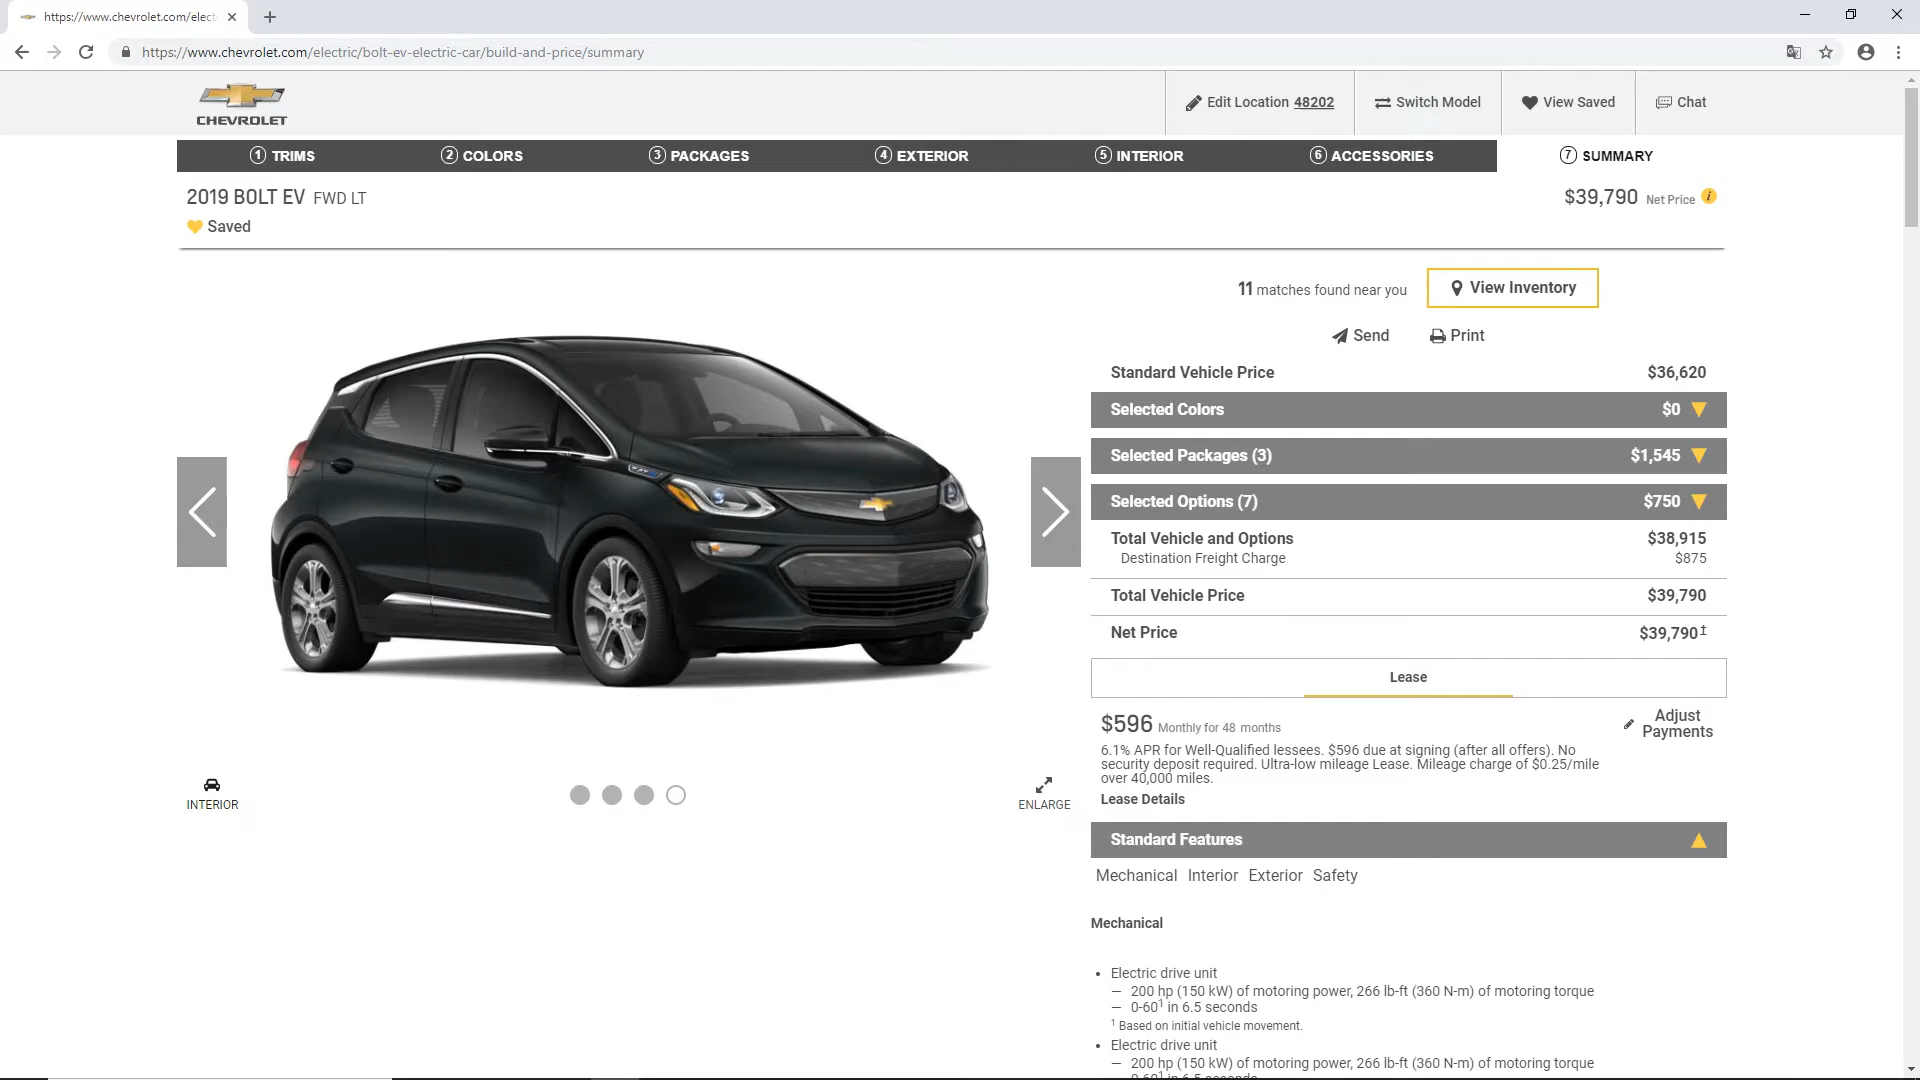 https://www.chevrolet.com/elect
https://www.chevrolet.com/electric/bolt-ev-electric-car/build-and-price/summary
CHEVROLET
Edit Location 48202
Switch Model
View Saved
Chat
1 TRIMS
2 COLORS
3 PACKAGES
4 EXTERIOR
5 INTERIOR
6 ACCESSORIES
7 SUMMARY
2019 BOLT EV FWD LT
$39,790 Net Price i
Saved
11 matches found near you
View Inventory
Send
Print
Standard Vehicle Price $36,620
Selected Colors $0
Selected Packages (3) $1,545
Selected Options (7) $750
Total Vehicle and Options $38,915
Destination Freight Charge $875
Total Vehicle Price $39,790
Net Price $39,790‡
Lease
$596 Monthly for 48 months
Adjust
Payments
6.1% APR for Well-Qualified lessees. $596 due at signing (after all offers). No
security deposit required. Ultra-low mileage Lease. Mileage charge of $0.25/mile
over 40,000 miles.
Lease Details
INTERIOR
ENLARGE
Standard Features
Mechanical Interior Exterior Safety
Mechanical
• Electric drive unit
— 200 hp (150 kW) of motoring power, 266 lb-ft (360 N-m) of motoring torque
— 0-60¹ in 6.5 seconds
¹ Based on initial vehicle movement.
• Electric drive unit
— 200 hp (150 kW) of motoring power, 266 lb-ft (360 N-m) of motoring torque
— 0-60¹ in 6.5 seconds